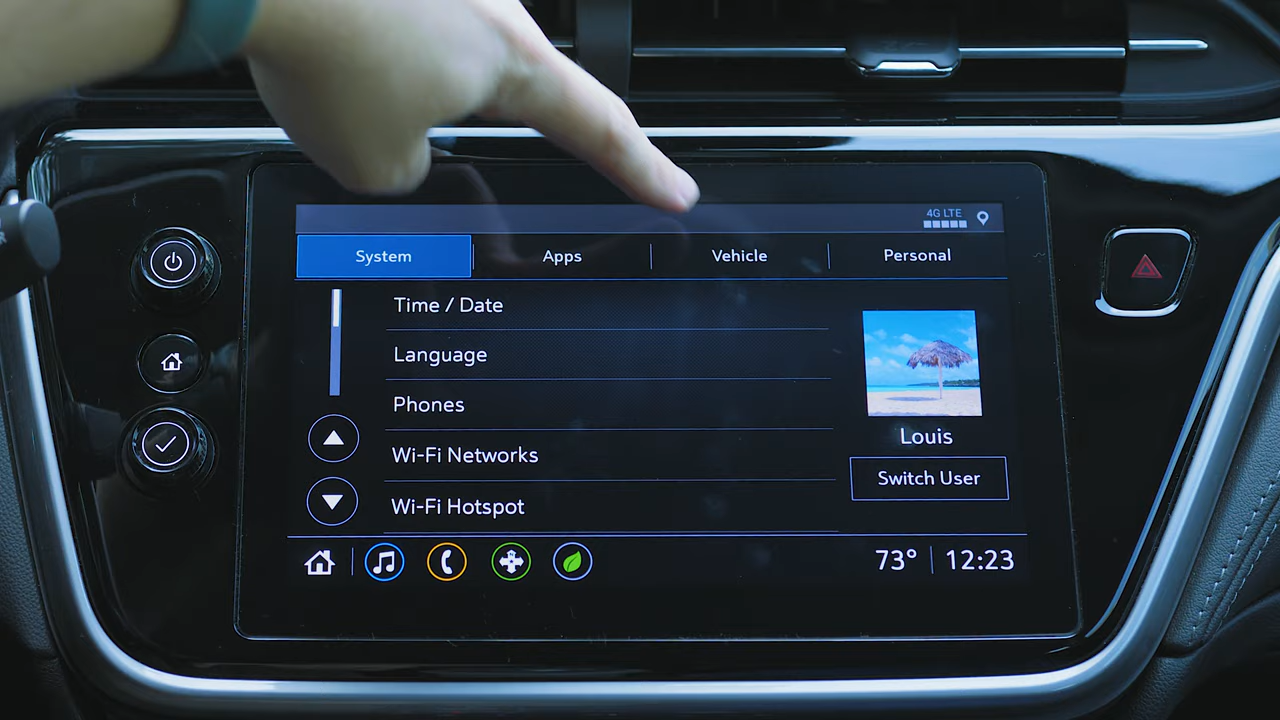 4G LTE
System Apps Vehicle Personal
Time / Date
Language
Phones
Wi-Fi Networks
Wi-Fi Hotspot
Louis
Switch User
73° 12:23